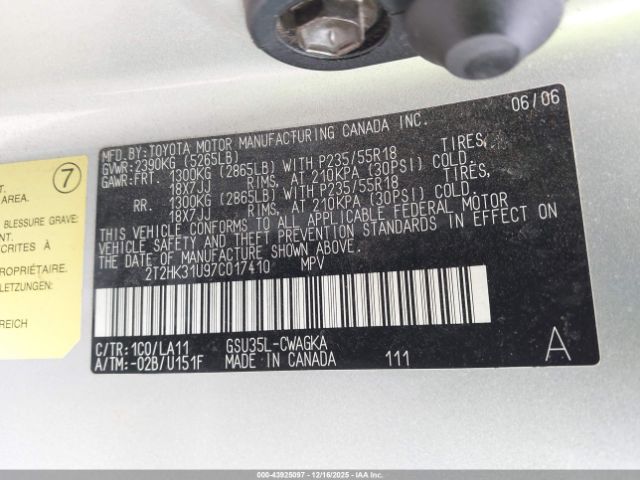 06/06
MFD.BY:TOYOTA MOTOR MANUFACTURING CANADA INC.
GVWR:2390KG (5265LB)
GAWR:FRT. 1300KG (2865LB) WITH P235/55R18 TIRES,
18X7JJ RIMS, AT 210KPA (30PSI) COLD.
RR. 1300KG (2865LB) WITH P235/55R18 TIRES,
18X7JJ RIMS, AT 210KPA (30PSI) COLD.
THIS VEHICLE CONFORMS TO ALL APPLICABLE FEDERAL MOTOR
VEHICLE SAFETY AND THEFT PREVENTION STANDARDS IN EFFECT ON
THE DATE OF MANUFACTURE SHOWN ABOVE.
2T2HK31U97C017410 MPV
C/TR:1C0/LA11 GSU35L-CWAGKA
A/TM:-02B/U151F MADE IN CANADA 111 A
7
T.
AREA.
BLESSURE GRAVE:
NT.
CRITES À
PROPRIÉTAIRE.
LETZUNGEN:
REICH
000-43925097 - 12/16/2025 - IAAI.COM